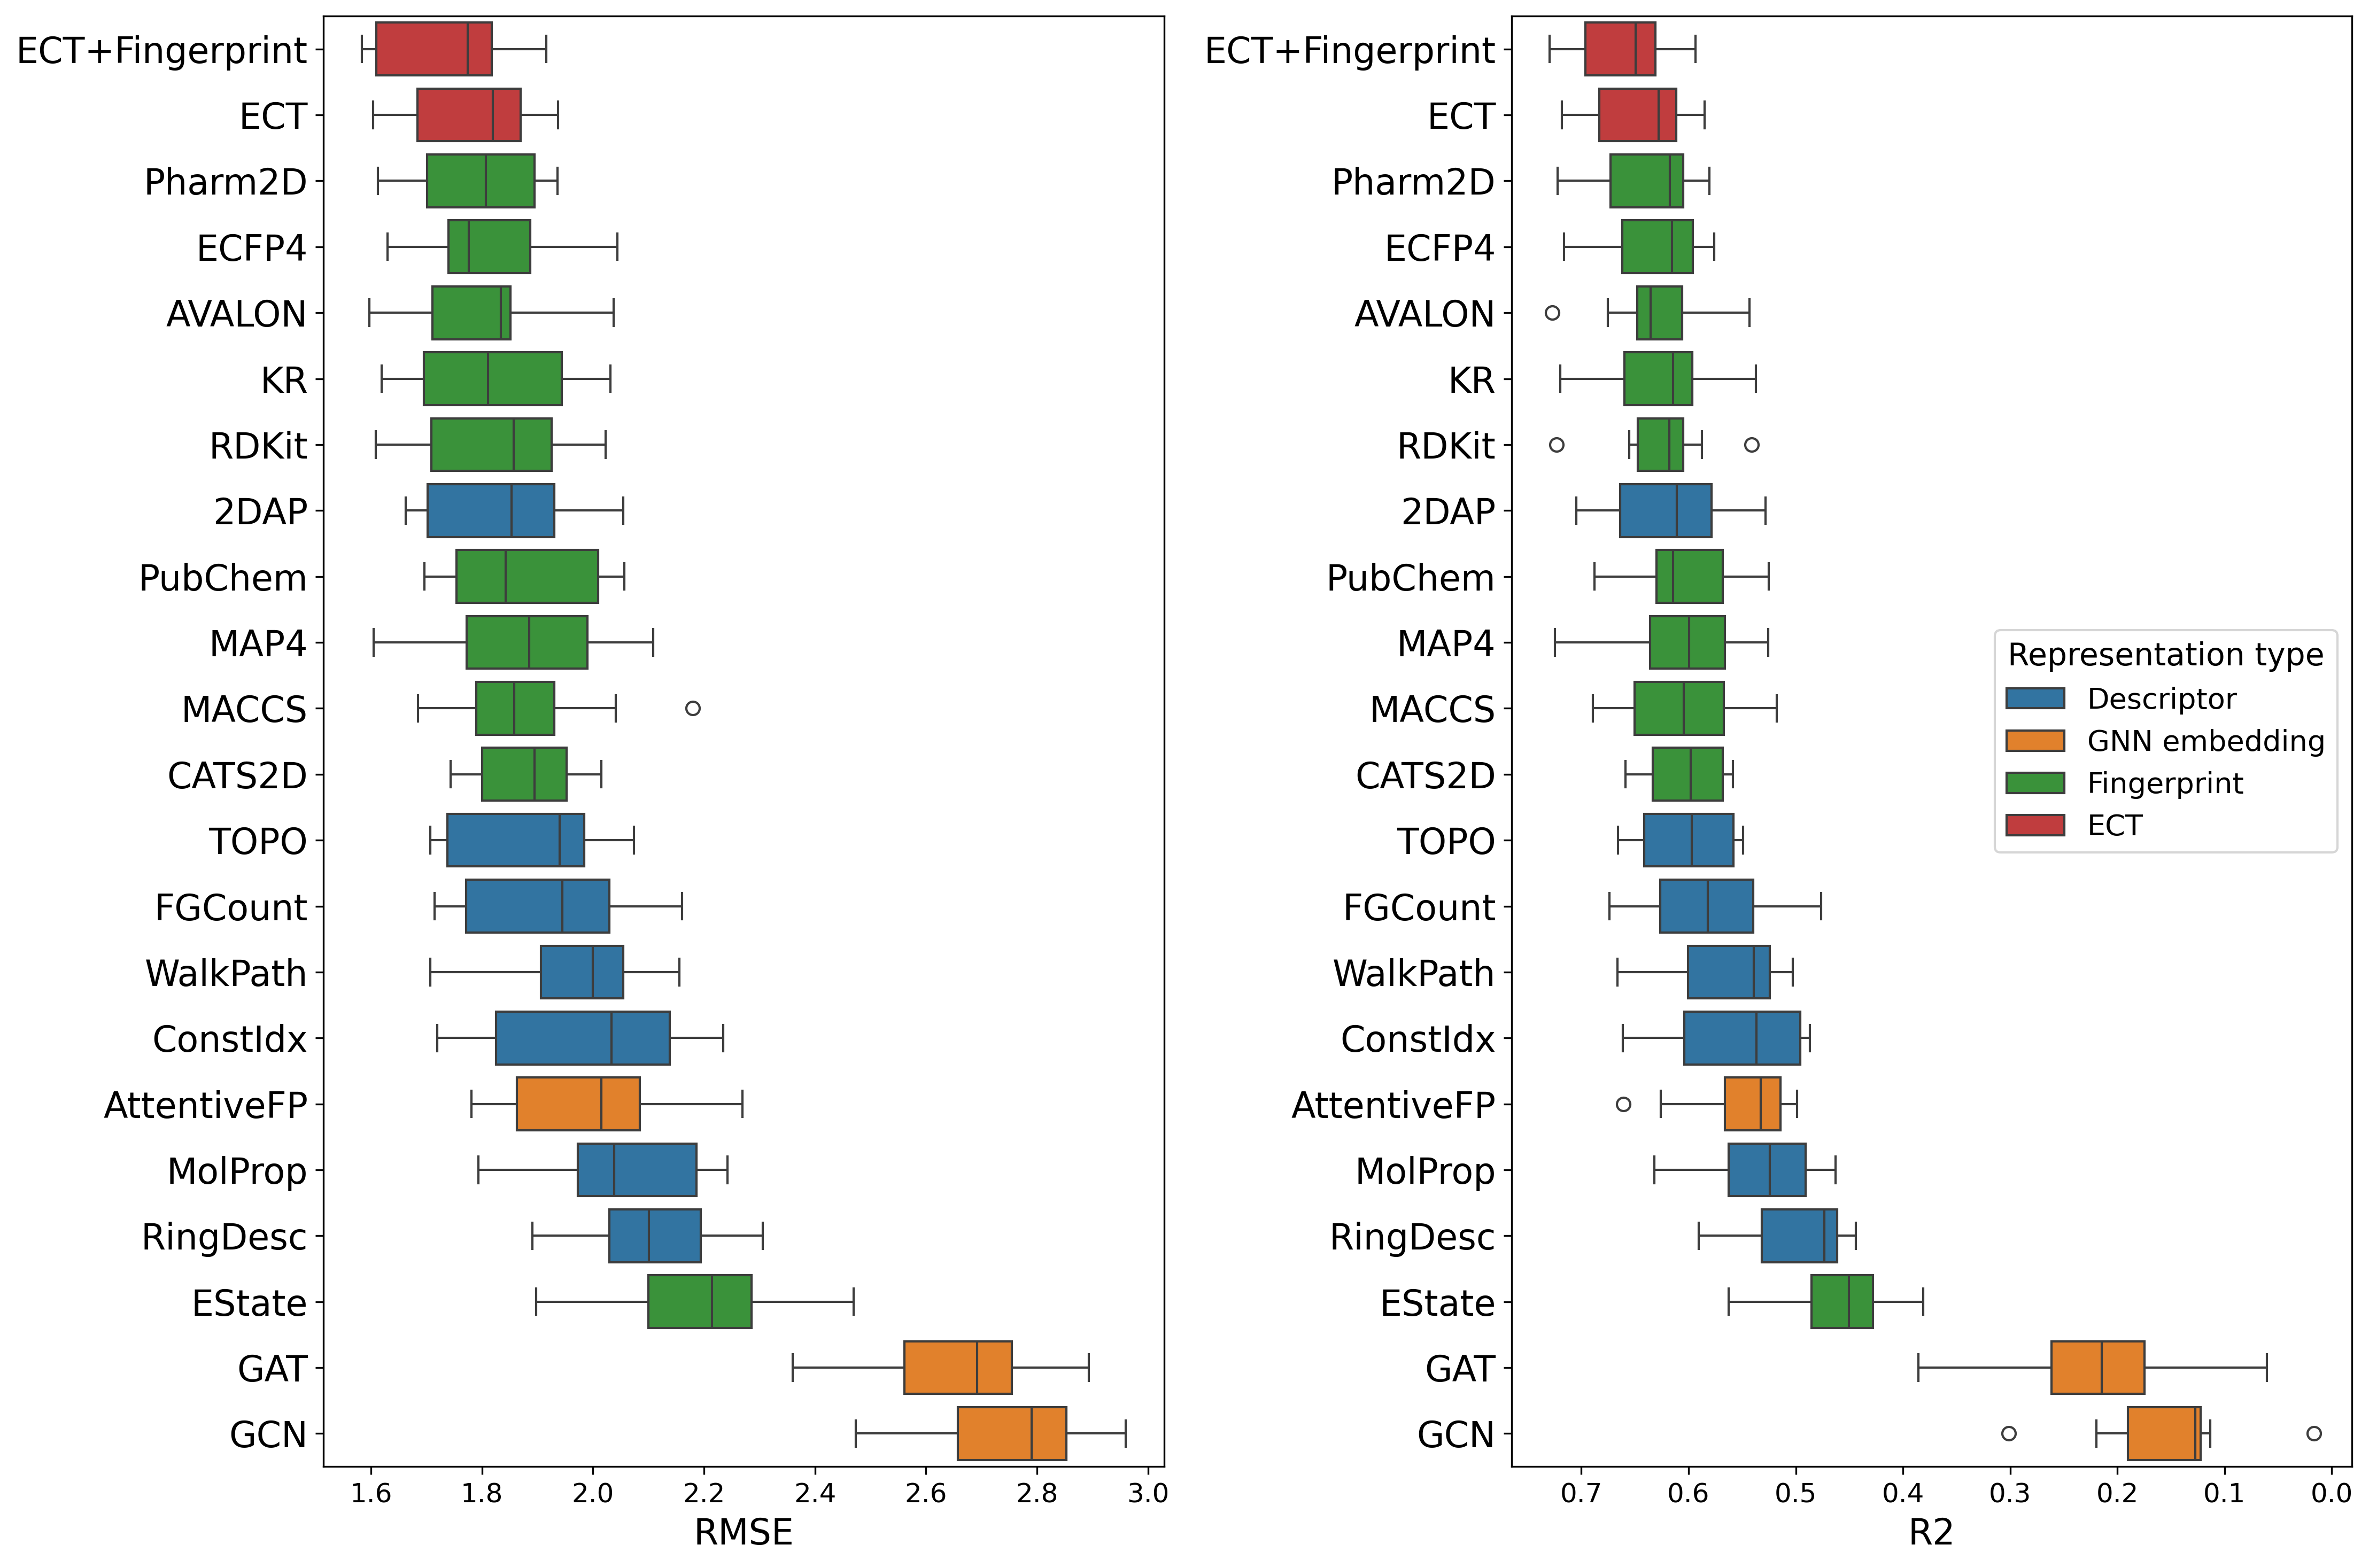 ECT+Fingerprint
ECT
Pharm2D
ECFP4
AVALON
KR
RDKit
2DAP
PubChem
MAP4
MACCS
CATS2D
TOPO
FGCount
WalkPath
ConstIdx
AttentiveFP
MolProp
RingDesc
EState
GAT
GCN
1.6 1.8 2.0 2.2 2.4 2.6 2.8 3.0
RMSE
ECT+Fingerprint
ECT
Pharm2D
ECFP4
AVALON
KR
RDKit
2DAP
PubChem
MAP4
MACCS
CATS2D
TOPO
FGCount
WalkPath
ConstIdx
AttentiveFP
MolProp
RingDesc
EState
GAT
GCN
Representation type
Descriptor
GNN embedding
Fingerprint
ECT
0.7 0.6 0.5 0.4 0.3 0.2 0.1 0.0
R2